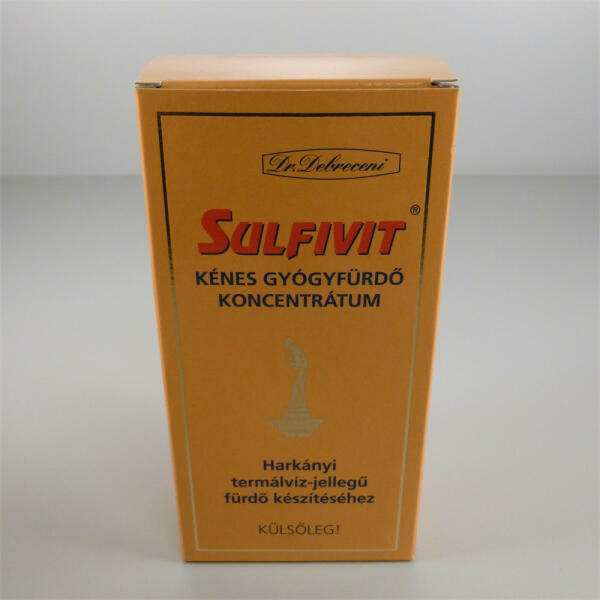 Dr. Debreceni
SULFIVIT®
KÉNES GYÓGYFÜRDŐ
KONCENTRÁTUM
Harkányi
termálvíz-jellegű
fürdő készítéséhez
KÜLSŐLEG!